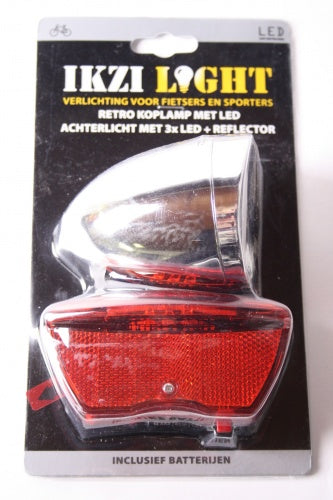 LED
IKZI LIGHT
VERLICHTING VOOR FIETSERS EN SPORTERS
RETRO KOPLAMP MET LED
ACHTERLICHT MET 3x LED + REFLECTOR
INCLUSIEF BATTERIJEN